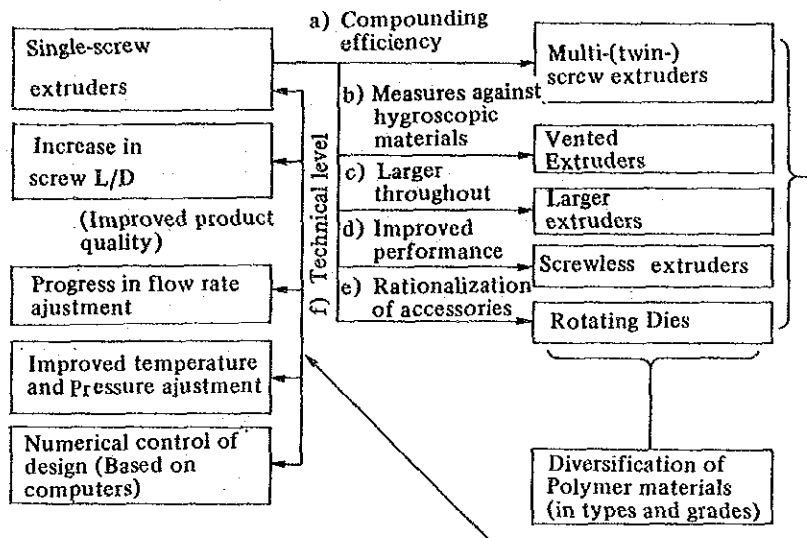 Single-screw
extruders
Increase in
screw L/D
(Improved product
quality)
Progress in flow rate
ajustment
Improved temperature
and Pressure ajustment
Numerical control of
design (Based on
computers)
f) Technical level
a) Compounding
efficiency
b) Measures against
hygroscopic
materials
c) Larger
throughout
d) Improved
performance
e) Rationalization
of accessories
Multi-(twin-)
screw extruders
Vented
Extruders
Larger
extruders
Screwless extruders
Rotating Dies
Diversification of
Polymer materials
(in types and grades)